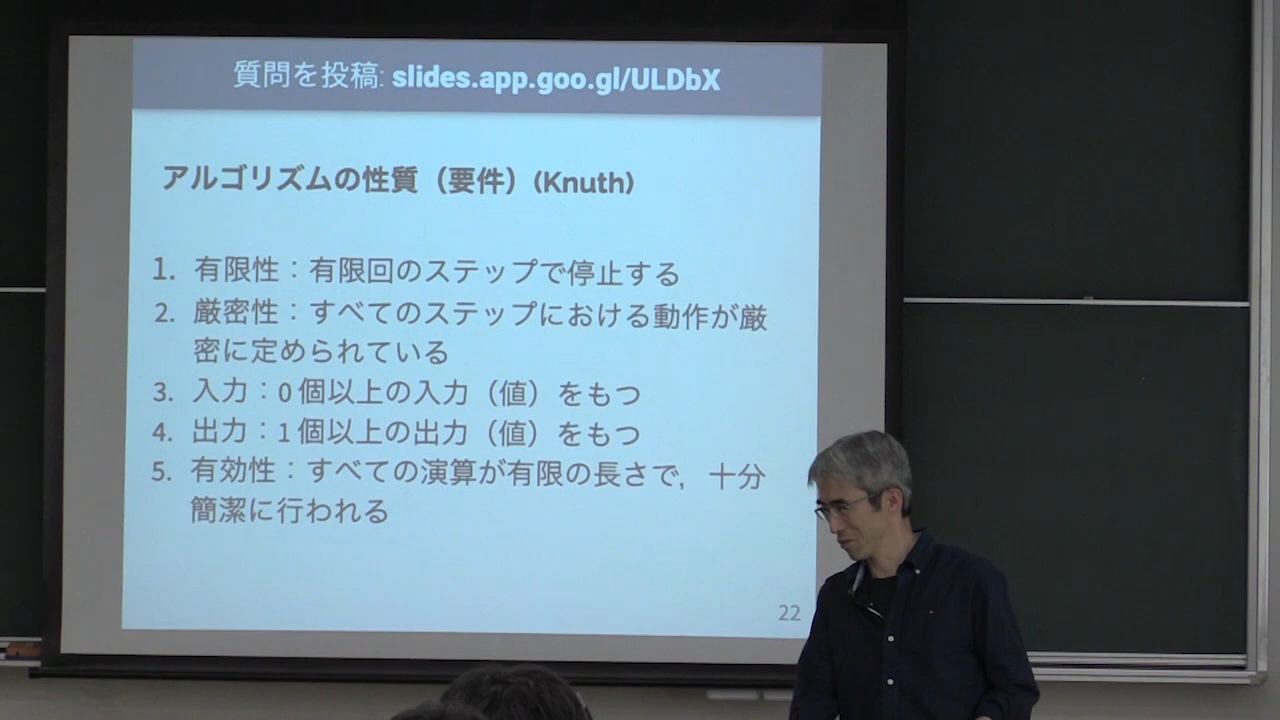 質問を投稿: slides.app.goo.gl/ULDbX
アルゴリズムの性質（要件）(Knuth)
1. 有限性：有限回のステップで停止する
2. 厳密性：すべてのステップにおける動作が厳
密に定められている
3. 入力：0 個以上の入力（値）をもつ
4. 出力：1 個以上の出力（値）をもつ
5. 有効性：すべての演算が有限の長さで，十分
簡潔に行われる
22